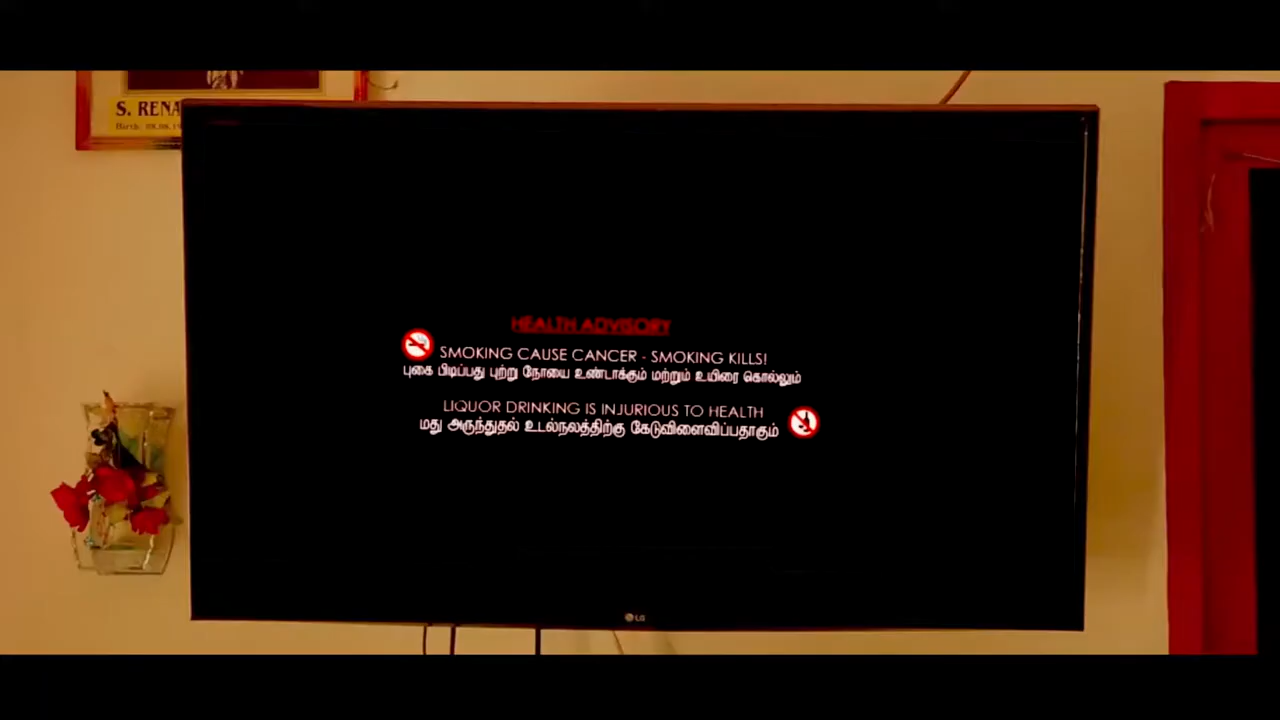 S. RENA
HEALTH ADVISORY
SMOKING CAUSE CANCER - SMOKING KILLS!
புகை பிடிப்பது புற்று நோயை உண்டாக்கும் மற்றும் உயிரை கொல்லும்
LIQUOR DRINKING IS INJURIOUS TO HEALTH
மது அருந்துதல் உடல்நலத்திற்கு கேடுவிளைவிப்பதாகும்
LG